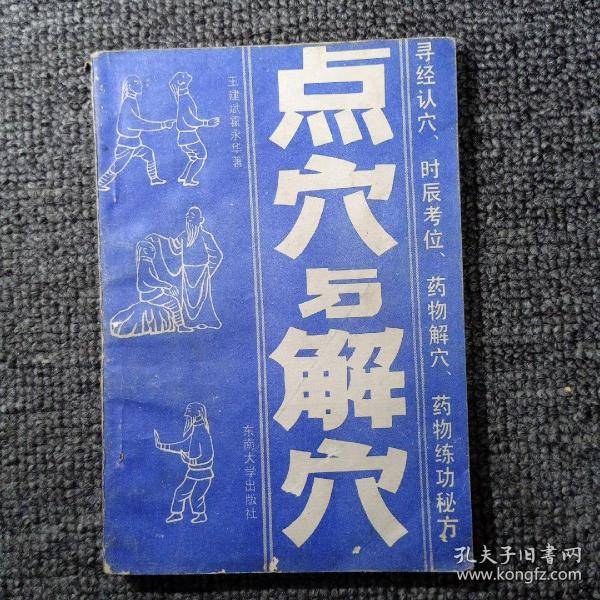 寻经认穴、时辰考位、药物解穴、药物练功秘方
点穴与解穴
王建斌霍永华著
东南大学出版社
孔夫子旧书网
www.kongfz.com